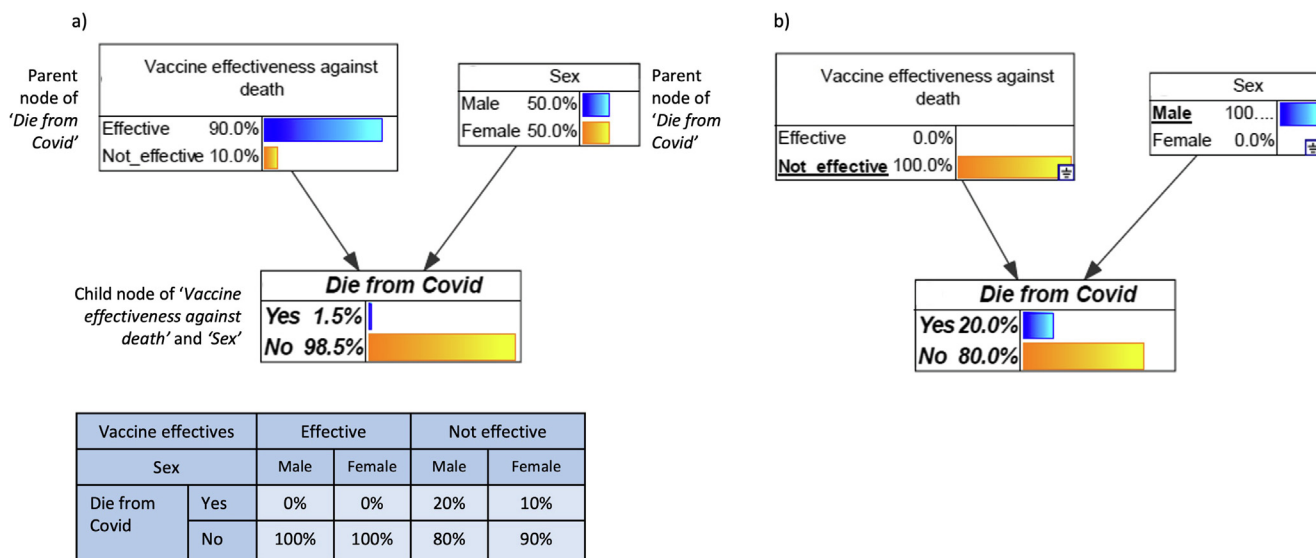 a)
Parent
node of
‘Die from
Covid’
Vaccine effectiveness against
death
Effective 90.0%
Not_effective 10.0%
Sex
Male 50.0%
Female 50.0%
Parent
node of
‘Die from
Covid’
Child node of ‘Vaccine
effectiveness against
death’ and ‘Sex’
Die from Covid
Yes 1.5%
No 98.5%
Vaccine effectives Effective Not effective
Sex Male Female Male Female
Die from
Covid
Yes 0% 0% 20% 10%
No 100% 100% 80% 90%
b)
Vaccine effectiveness against
death
Effective 0.0%
Not_effective 100.0%
Sex
Male 100....
Female 0.0%
Die from Covid
Yes 20.0%
No 80.0%